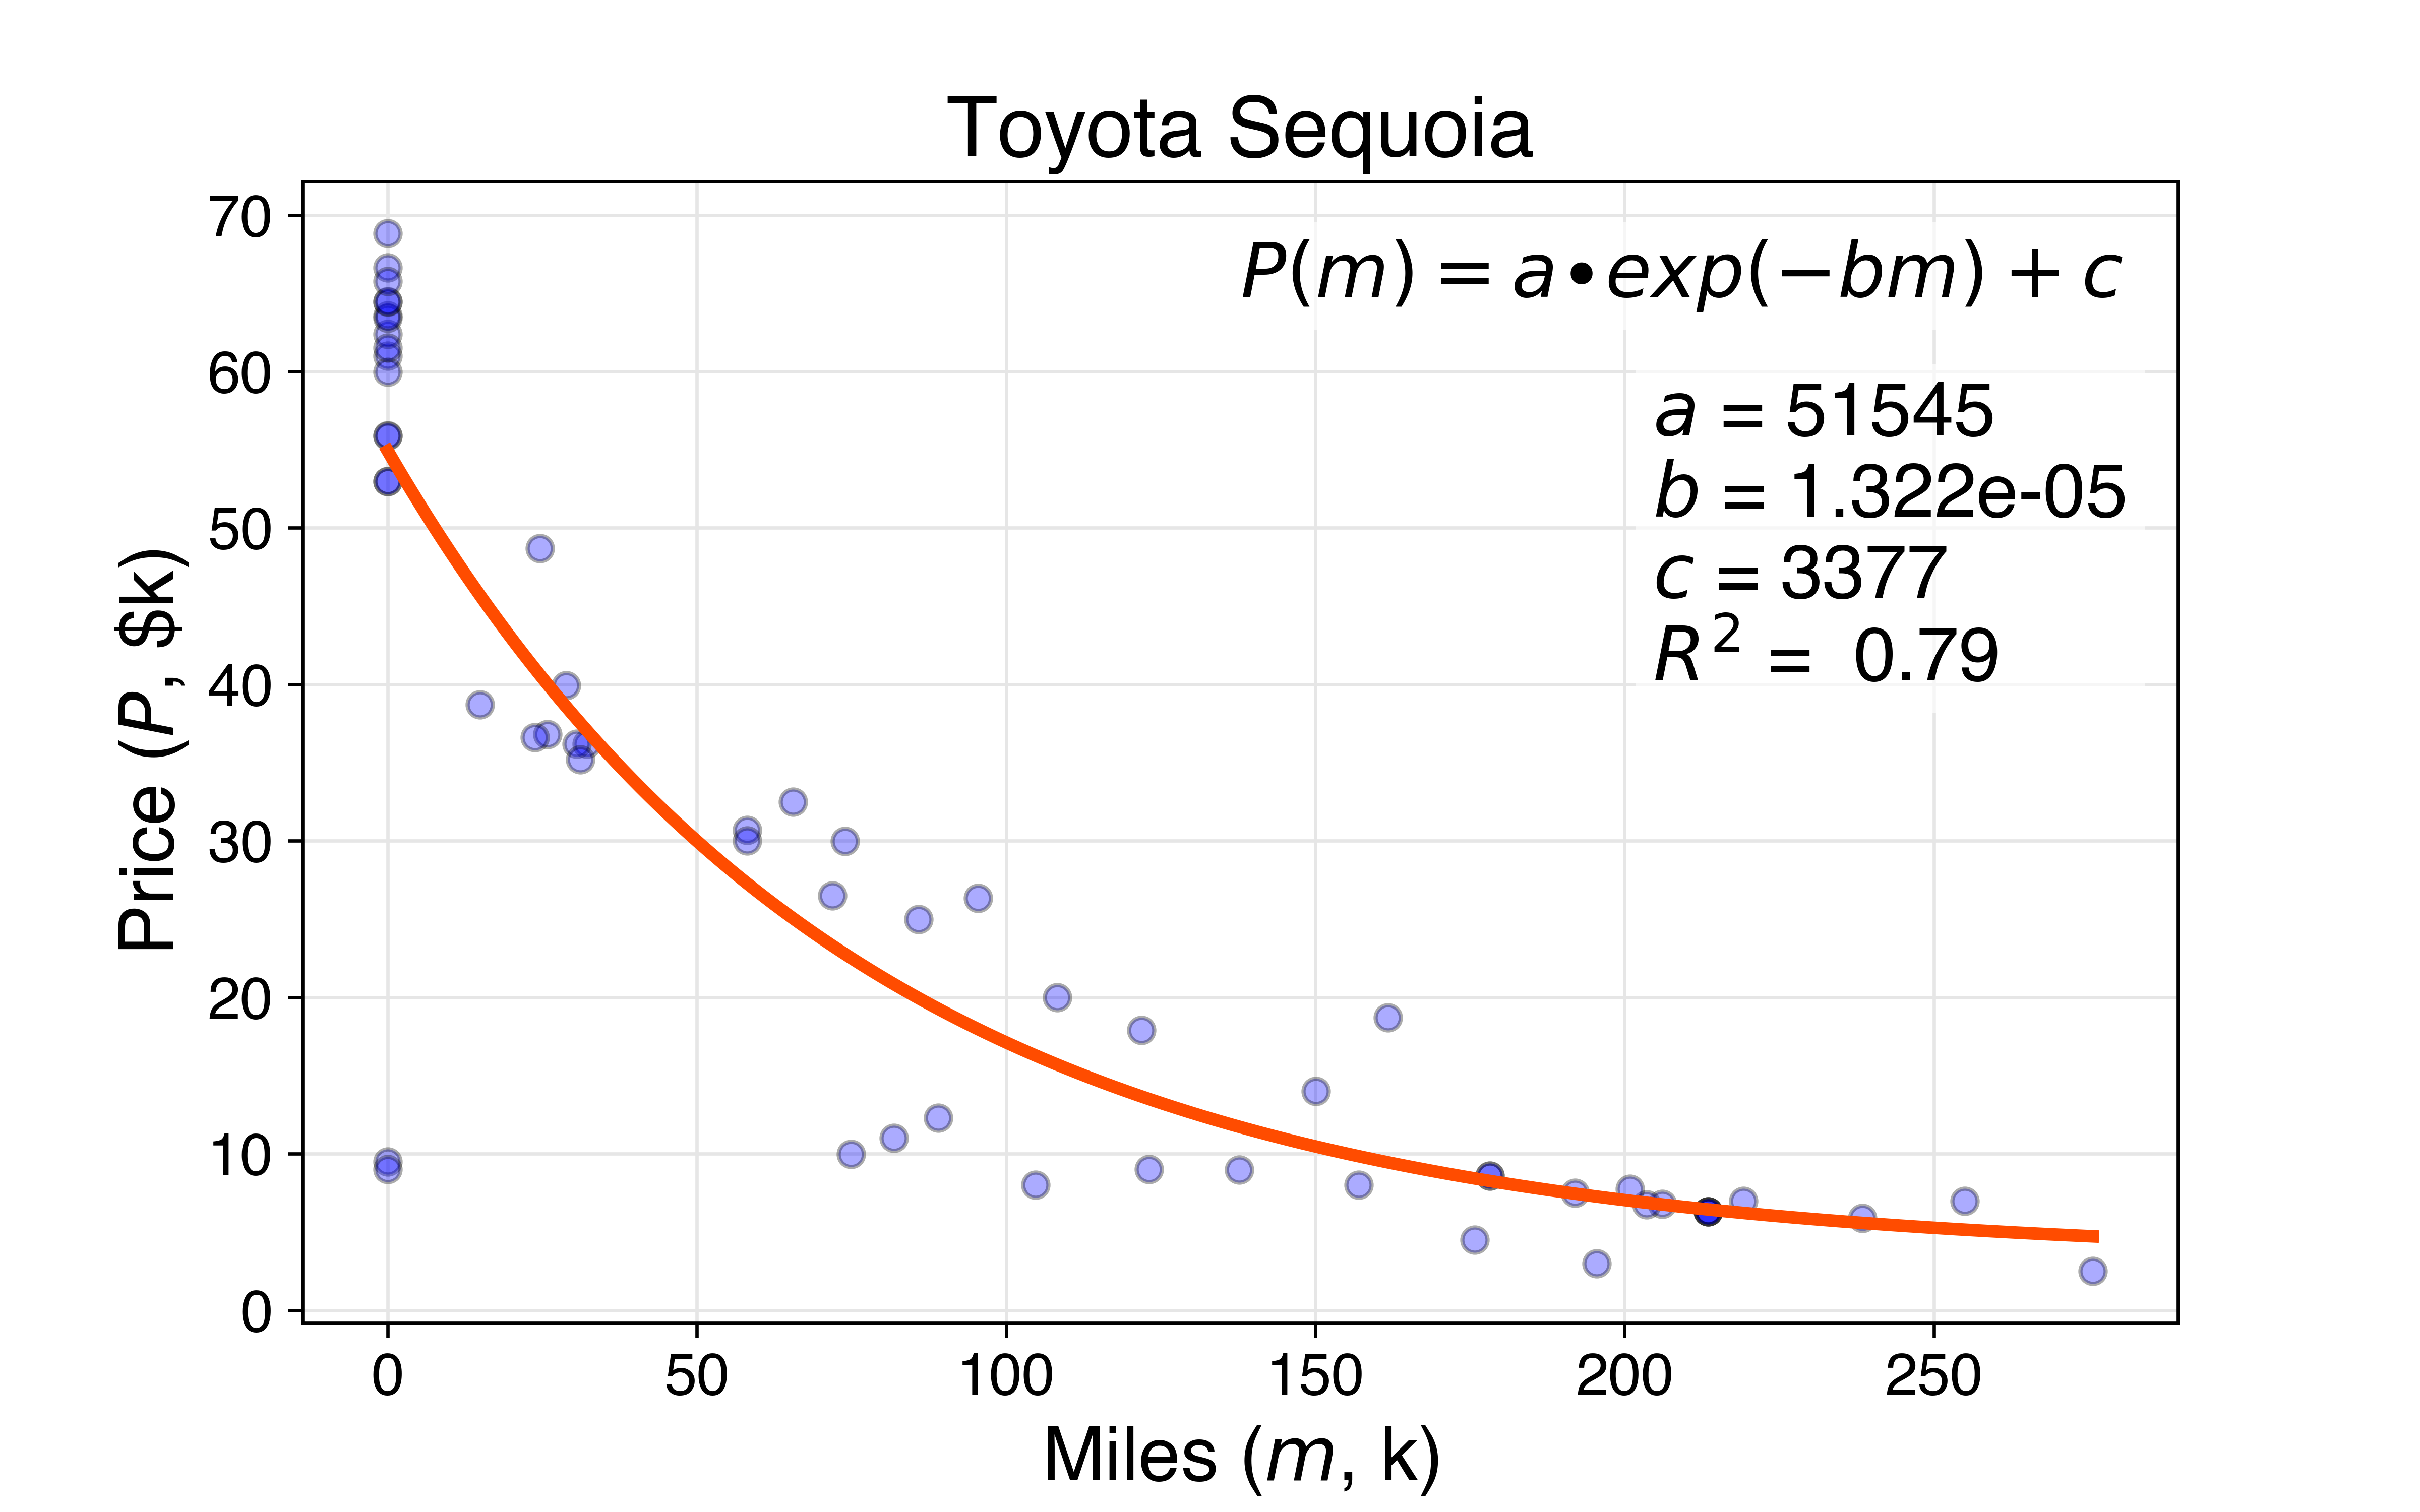 Toyota Sequoia
P(m) = a•exp(−bm) + c
a = 51545
b = 1.322e-05
c = 3377
R² = 0.79
Price (P, $k)
70
60
50
40
30
20
10
0
0 50 100 150 200 250
Miles (m, k)